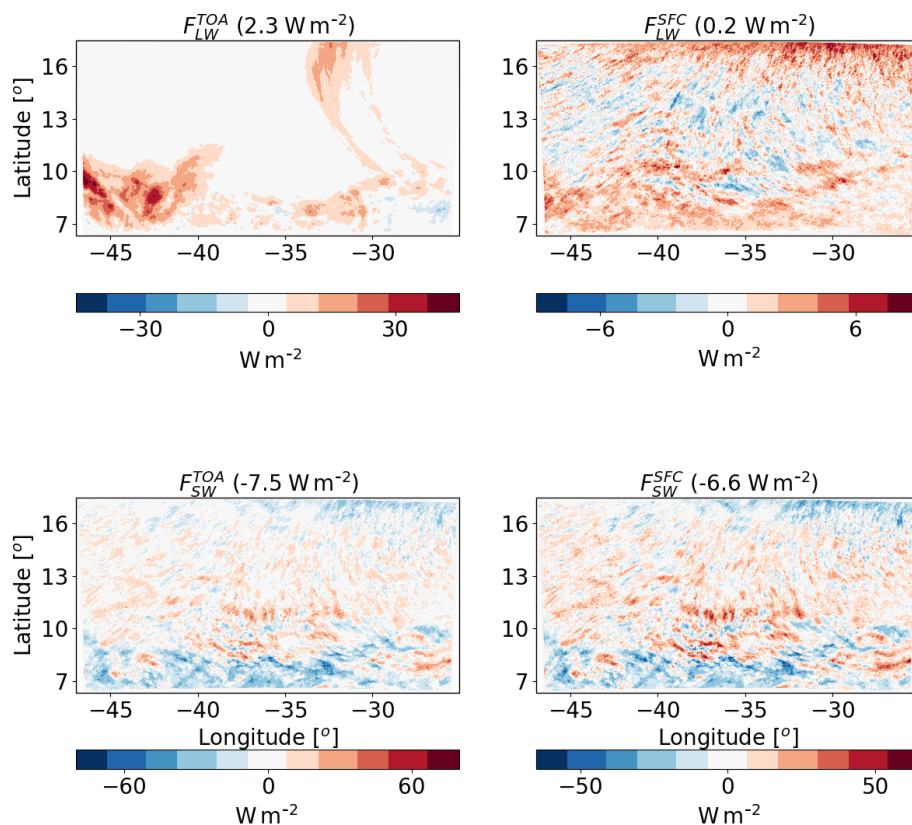 F_LW^TOA (2.3 W m⁻²)
F_LW^SFC (0.2 W m⁻²)
Latitude [°]
16
13
10
7
−45 −40 −35 −30
16
13
10
7
−45 −40 −35 −30
−30 0 30
W m⁻²
−6 0 6
W m⁻²
F_SW^TOA (-7.5 W m⁻²)
F_SW^SFC (-6.6 W m⁻²)
Latitude [°]
16
13
10
7
−45 −40 −35 −30
Longitude [°]
16
13
10
7
−45 −40 −35 −30
Longitude [°]
−60 0 60
W m⁻²
−50 0 50
W m⁻²